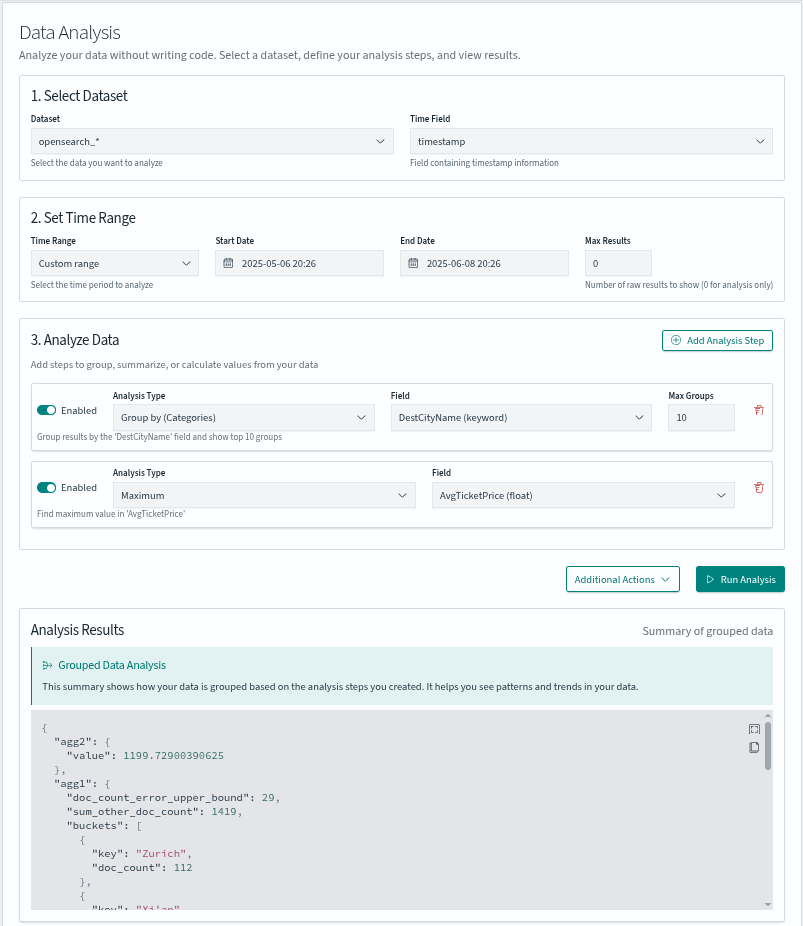 Data Analysis
Analyze your data without writing code. Select a dataset, define your analysis steps, and view results.
1. Select Dataset
Dataset
Time Field
opensearch_*
timestamp
Select the data you want to analyze
Field containing timestamp information
2. Set Time Range
Time Range
Start Date
End Date
Max Results
Custom range
2025-05-06 20:26
2025-06-08 20:26
0
Select the time period to analyze
Number of raw results to show (0 for analysis only)
3. Analyze Data
Add Analysis Step
Add steps to group, summarize, or calculate values from your data
Analysis Type
Field
Max Groups
Enabled
Group by (Categories)
DestCityName (keyword)
10
Group results by the 'DestCityName' field and show top 10 groups
Analysis Type
Field
Enabled
Maximum
AvgTicketPrice (float)
Find maximum value in 'AvgTicketPrice'
Additional Actions
Run Analysis
Analysis Results
Summary of grouped data
Grouped Data Analysis
This summary shows how your data is grouped based on the analysis steps you created. It helps you see patterns and trends in your data.
{
"agg2": {
"value": 1199.72900390625
},
"agg1": {
"doc_count_error_upper_bound": 29,
"sum_other_doc_count": 1419,
"buckets": [
{
"key": "Zurich",
"doc_count": 112
},
{
"key": "Xi'an"